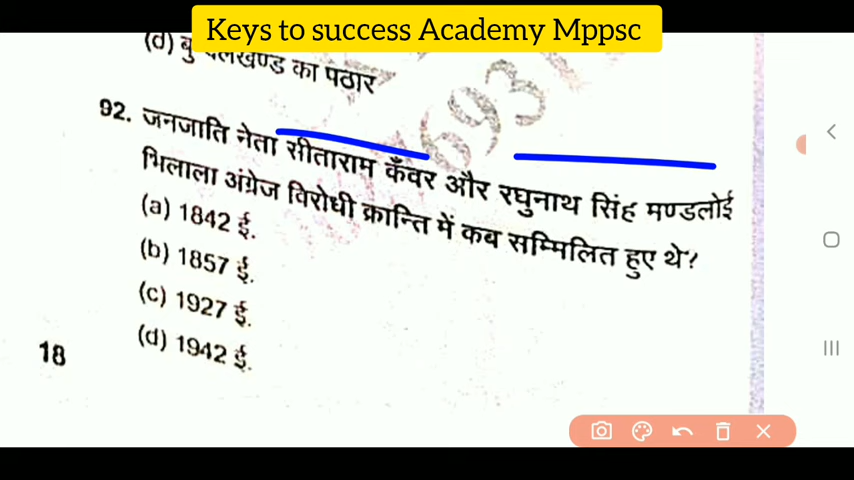 Keys to success Academy Mppsc
का पठार
92. जनजाति नेता सीताराम कँवर और रघुनाथ सिंह मण्डलोई
भिलाला अंग्रेज विरोधी क्रान्ति में कब सम्मिलित हुए थे?
(a) 1842 ई.
(b) 1857 ई.
(c) 1927 ई.
(d) 1942 ई.
18